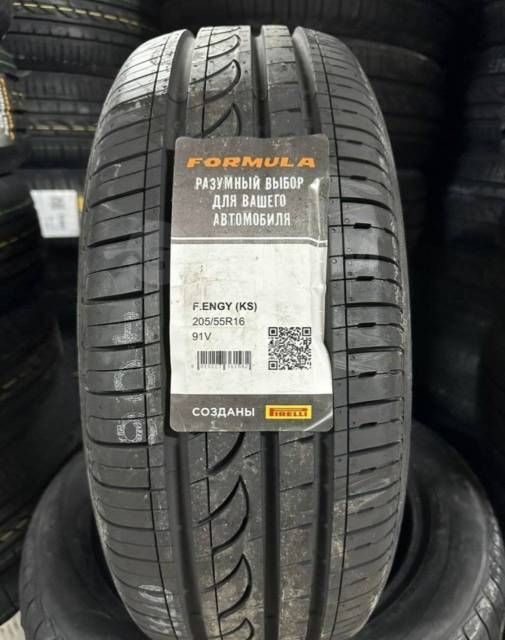 FORMULA
РАЗУМНЫЙ ВЫБОР
ДЛЯ ВАШЕГО
АВТОМОБИЛЯ
F.ENGY (KS)
205/55R16
91V
СОЗДАНЫ PIRELLI